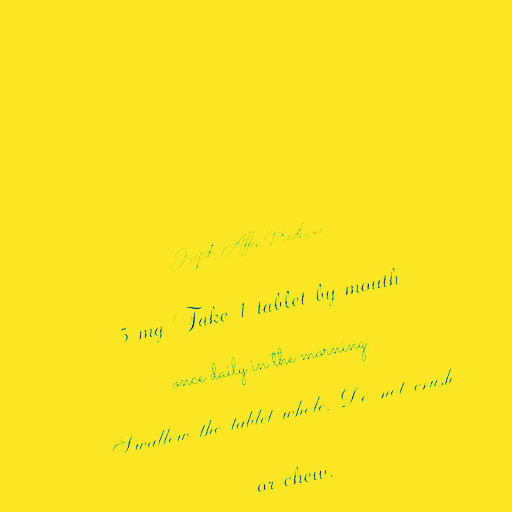 Joseph
5 mg Take 1 tablet by mouth
once daily in the morning
Swallow the tablet whole. Do not crush
or chew.